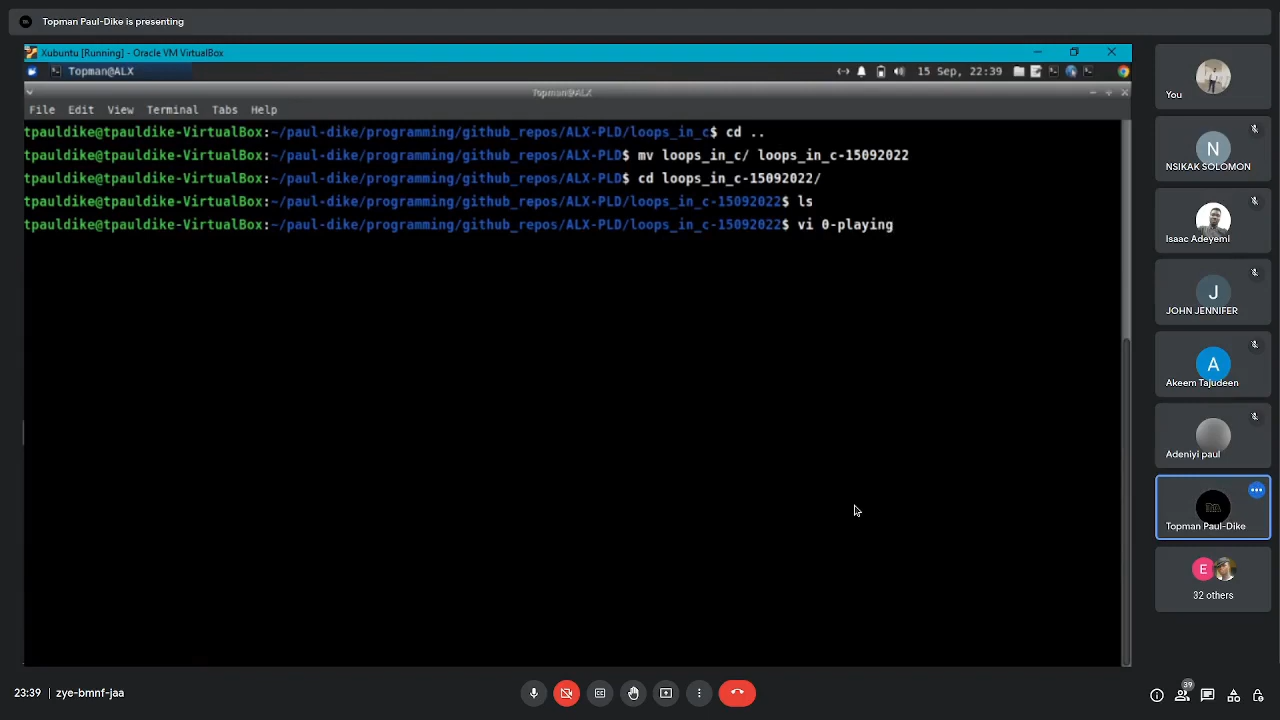 Topman Paul-Dike is presenting
Xubuntu [Running] - Oracle VM VirtualBox
Topman@ALX
15 Sep, 22:39
Topman@ALX
File Edit View Terminal Tabs Help
tpauldike@tpauldike-VirtualBox:~/paul-dike/programming/github_repos/ALX-PLD/loops_in_c$ cd ..
tpauldike@tpauldike-VirtualBox:~/paul-dike/programming/github_repos/ALX-PLD$ mv loops_in_c/ loops_in_c-15092022
tpauldike@tpauldike-VirtualBox:~/paul-dike/programming/github_repos/ALX-PLD$ cd loops_in_c-15092022/
tpauldike@tpauldike-VirtualBox:~/paul-dike/programming/github_repos/ALX-PLD/loops_in_c-15092022$ ls
tpauldike@tpauldike-VirtualBox:~/paul-dike/programming/github_repos/ALX-PLD/loops_in_c-15092022$ vi 0-playing
You
N
NSIKAK SOLOMON
Isaac Adeyemi
J
JOHN JENNIFER
A
Akeem Tajudeen
Adeniyi paul
Topman Paul-Dike
E
32 others
23:39 | zye-bmnf-jaa
39